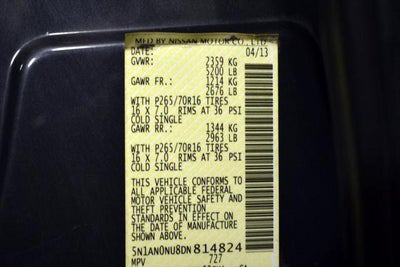 MFD BY NISSAN MOTOR CO., LTD.
DATE: 04/13
GVWR: 2359 KG
5200 LB
GAWR FR.: 1214 KG
2676 LB
WITH P265/70R16 TIRES
16 X 7.0 RIMS AT 36 PSI
COLD SINGLE
GAWR RR.: 1344 KG
2963 LB
WITH P265/70R16 TIRES
16 X 7.0 RIMS AT 36 PSI
COLD SINGLE
THIS VEHICLE CONFORMS TO
ALL APPLICABLE FEDERAL
MOTOR VEHICLE SAFETY AND
THEFT PREVENTION
STANDARDS IN EFFECT ON
THE DATE OF MANUFACTURE
SHOWN ABOVE.
5N1AN0NU8DN814824
MPV 727